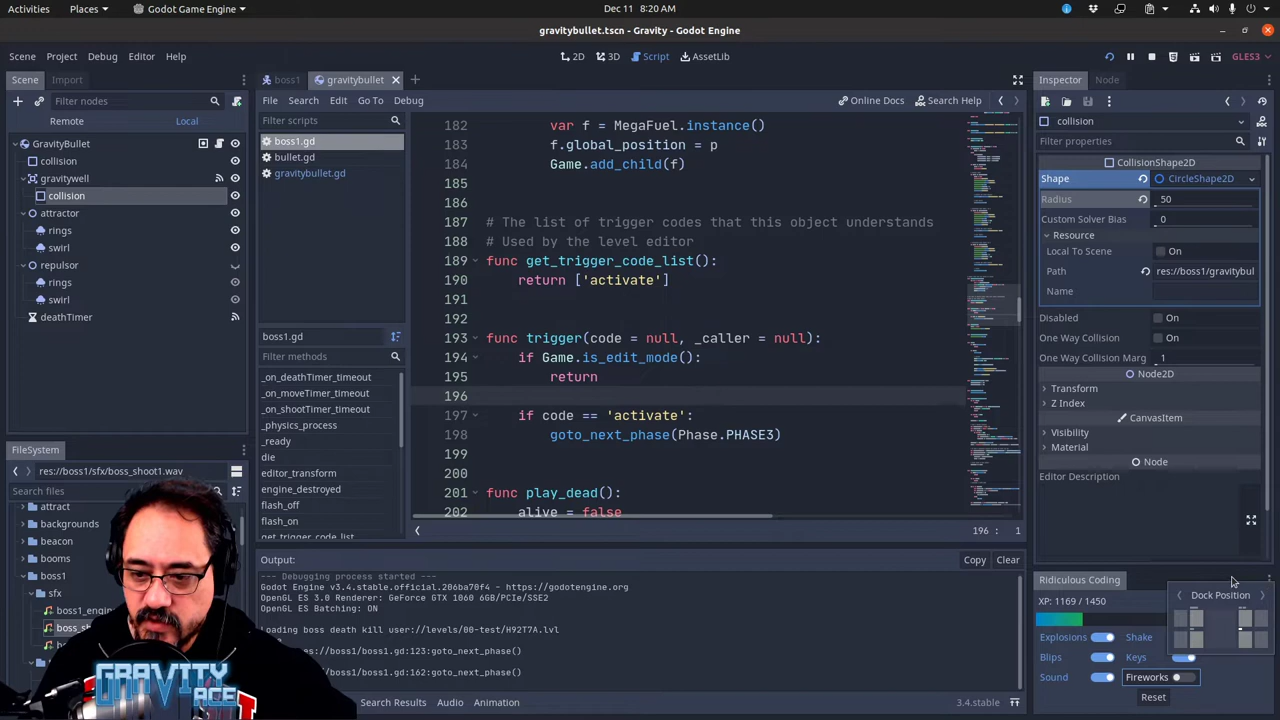 Activities
Places
Godot Game Engine
Dec 11 8:20 AM
gravitybullet.tscn - Gravity - Godot Engine
Scene Project Debug Editor Help
2D 3D Script AssetLib
GLES3
Scene Import
Filter nodes
Remote Local
GravityBullet
collision
gravitywell
collision
attractor
rings
swirl
repulsor
rings
swirl
deathTimer
FileSystem
res://boss1/sfx/boss_shoot1.wav
Search files
attract
backgrounds
beacon
booms
boss1
sfx
boss1_engin
boss_sh
boss1 gravitybullet
File Search Edit Go To Debug
Online Docs Search Help
Filter scripts
boss1.gd
bullet.gd
gravitybullet.gd
boss1.gd
Filter methods
_on_deathTimer_timeout
_on_moveTimer_timeout
_on_shootTimer_timeout
_physics_process
_ready
die
editor_transform
engine_destroyed
flash_off
flash_on
get_trigger_code_list
182 var f = MegaFuel.instance()
183 f.global_position = p
184 Game.add_child(f)
185
186
187 # The list of trigger codes that this object understands
188 # Used by the level editor
189 func get_trigger_code_list():
190 return ['activate']
191
192
193 func trigger(code = null, _caller = null):
194 if Game.is_edit_mode():
195 return
196
197 if code == 'activate':
198 goto_next_phase(Phase.PHASE3)
199
200
201 func play_dead():
202 alive = false
196 : 1
Output:
Copy Clear
--- Debugging process started ---
Godot Engine v3.4.stable.official.206ba70f4 - https://godotengine.org
OpenGL ES 3.0 Renderer: GeForce GTX 1060 6GB/PCIe/SSE2
OpenGL ES Batching: ON
Loading boss death kill user://levels/00-test/H92T7A.lvl
res://boss1/boss1.gd:123:goto_next_phase()
res://boss1/boss1.gd:162:goto_next_phase()
Search Results Audio Animation
3.4.stable
Inspector Node
collision
Filter properties
CollisionShape2D
Shape CircleShape2D
Radius 50
Custom Solver Bias 0
Resource
Local To Scene On
Path res://boss1/gravitybul
Name
Disabled On
One Way Collision On
One Way Collision Marg 1
Node2D
Transform
Z Index
CanvasItem
Visibility
Material
Node
Editor Description
Ridiculous Coding
Dock Position
XP: 1169 / 1450
Explosions Shake
Blips Keys
Sound Fireworks
Reset
GRAVITY ACE